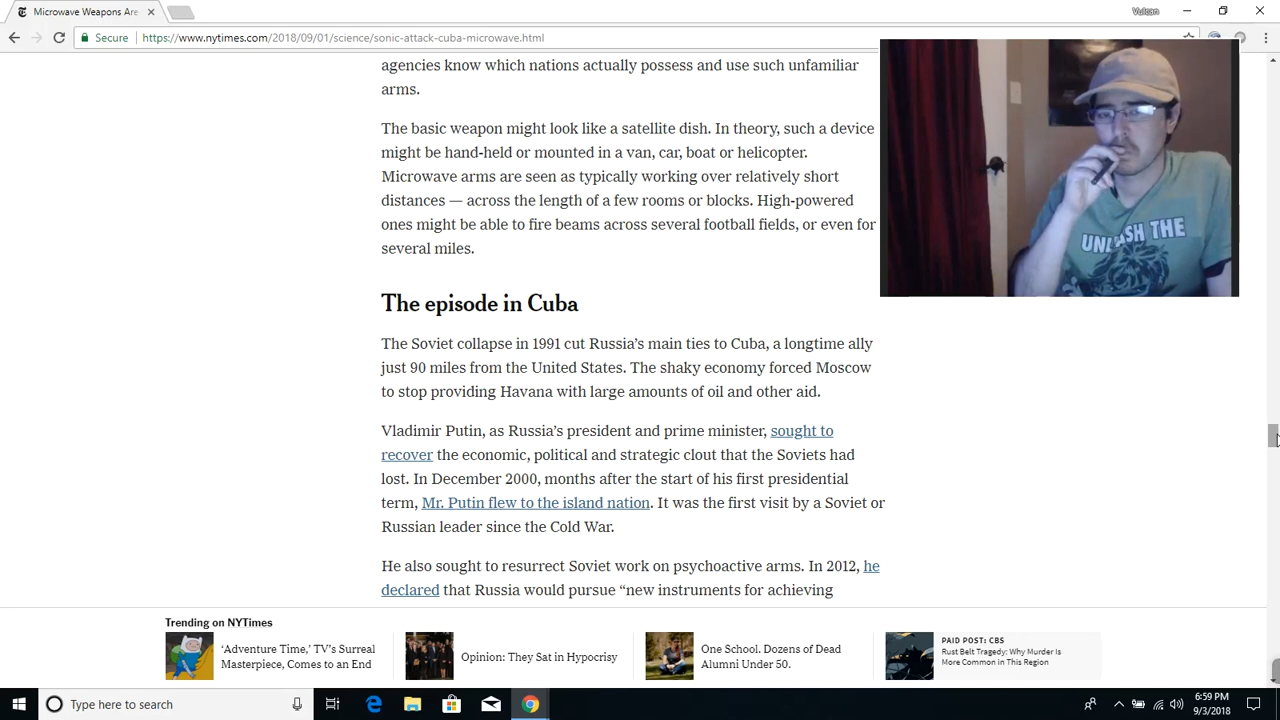 Microwave Weapons Are
Vulcan
Secure
https://www.nytimes.com/2018/09/01/science/sonic-attack-cuba-microwave.html
agencies know which nations actually possess and use such unfamiliar
arms.
The basic weapon might look like a satellite dish. In theory, such a device
might be hand-held or mounted in a van, car, boat or helicopter.
Microwave arms are seen as typically working over relatively short
distances — across the length of a few rooms or blocks. High-powered
ones might be able to fire beams across several football fields, or even for
several miles.
UNLEASH THE
The episode in Cuba
The Soviet collapse in 1991 cut Russia’s main ties to Cuba, a longtime ally
just 90 miles from the United States. The shaky economy forced Moscow
to stop providing Havana with large amounts of oil and other aid.
Vladimir Putin, as Russia’s president and prime minister, sought to
recover the economic, political and strategic clout that the Soviets had
lost. In December 2000, months after the start of his first presidential
term, Mr. Putin flew to the island nation. It was the first visit by a Soviet or
Russian leader since the Cold War.
He also sought to resurrect Soviet work on psychoactive arms. In 2012, he
declared that Russia would pursue “new instruments for achieving
Trending on NYTimes
‘Adventure Time,’ TV’s Surreal
Masterpiece, Comes to an End
Opinion: They Sat in Hypocrisy
One School. Dozens of Dead
Alumni Under 50.
PAID POST: CBS
Rust Belt Tragedy: Why Murder Is
More Common in This Region
Type here to search
6:59 PM
9/3/2018